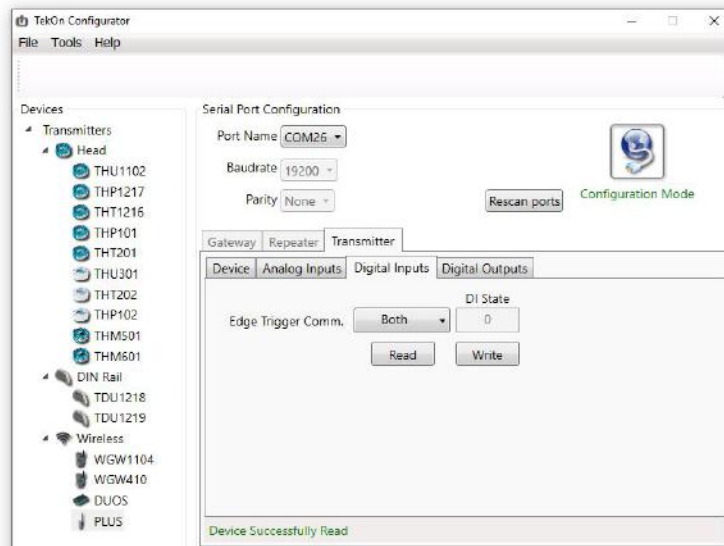 TekOn Configurator
File Tools Help
Devices
Transmitters
Head
THU1102
THP1217
THT1216
THP101
THT201
THU301
THT202
THP102
THM501
THM601
DIN Rail
TDU1218
TDU1219
Wireless
WGW1104
WGW410
DUOS
PLUS
Serial Port Configuration
Port Name COM26
Baudrate 19200
Parity None
Rescan ports
Configuration Mode
Gateway Repeater Transmitter
Device Analog Inputs Digital Inputs Digital Outputs
DI State
Edge Trigger Comm. Both 0
Read Write
Device Successfully Read